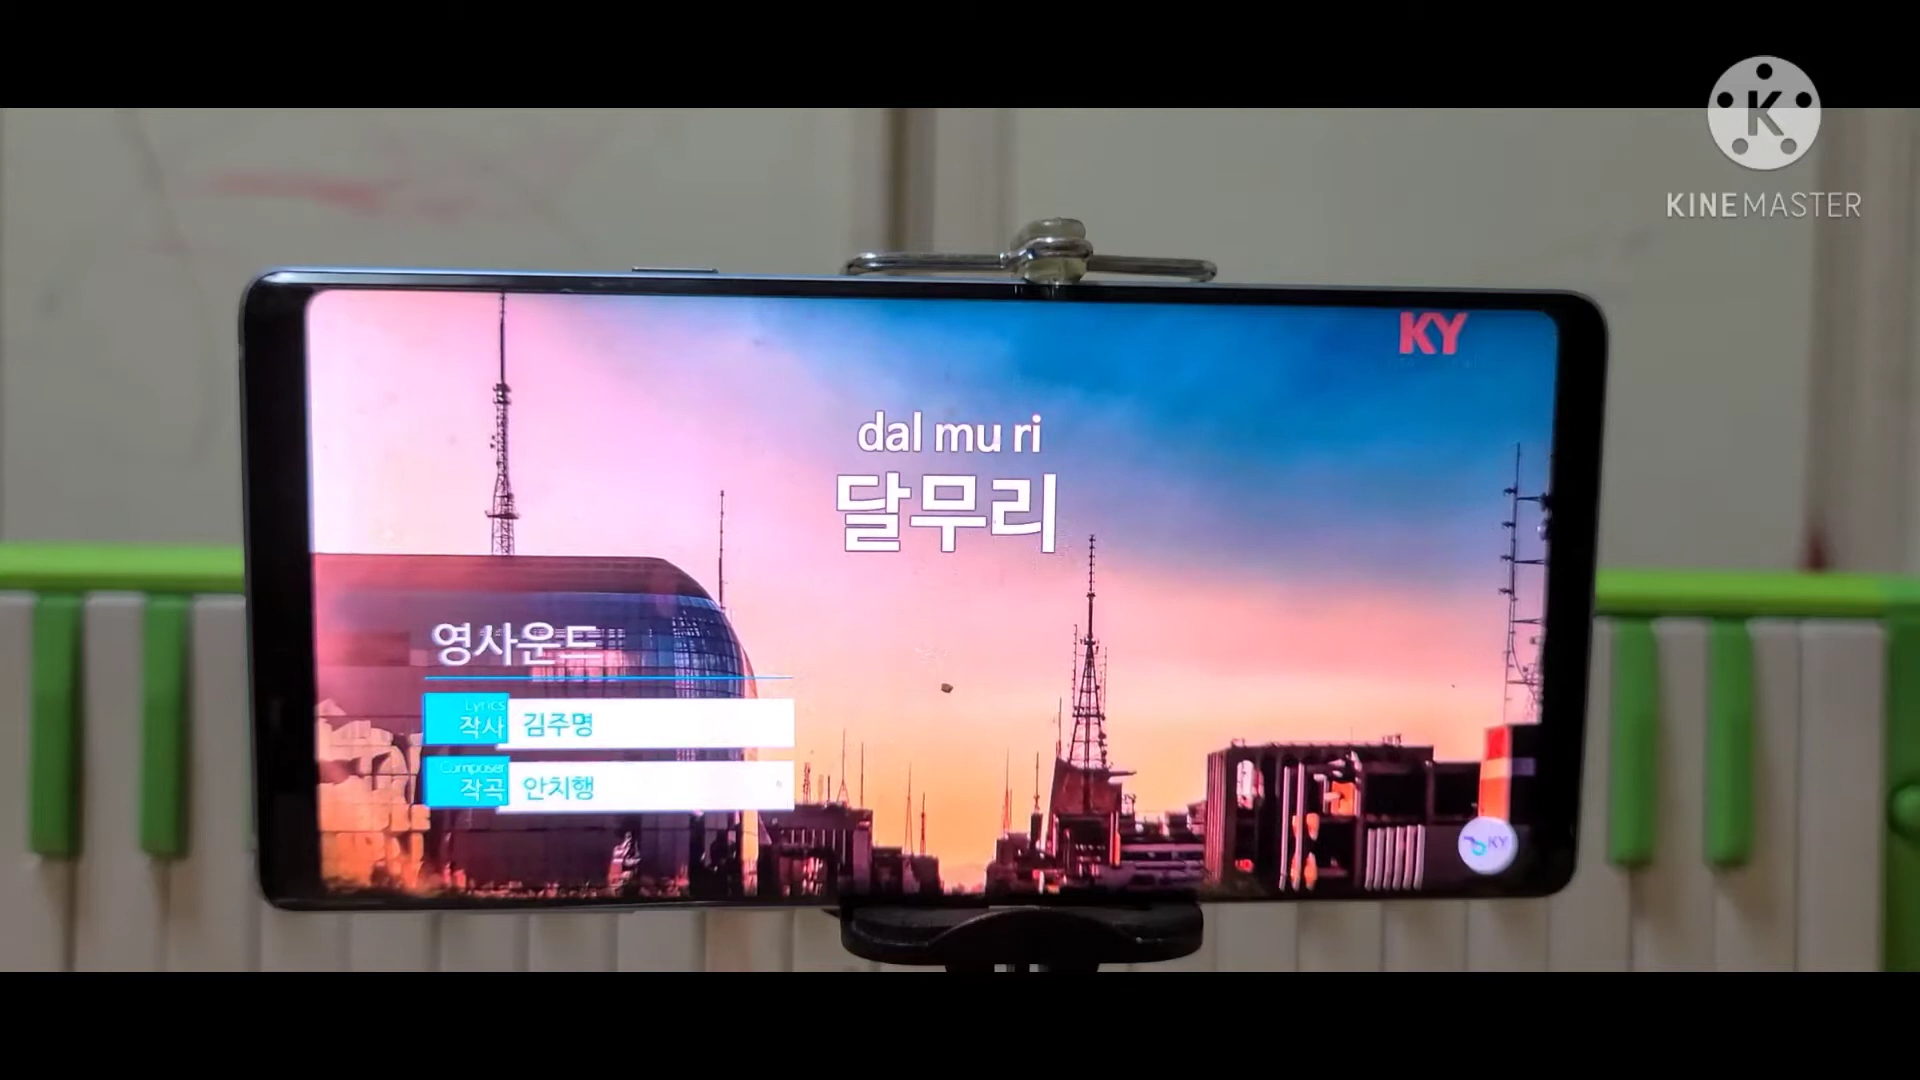 K
KINEMASTER
KY
dal mu ri
달무리
영사운드
Lyrics
작사 김주명
Composer
작곡 안치행
KY